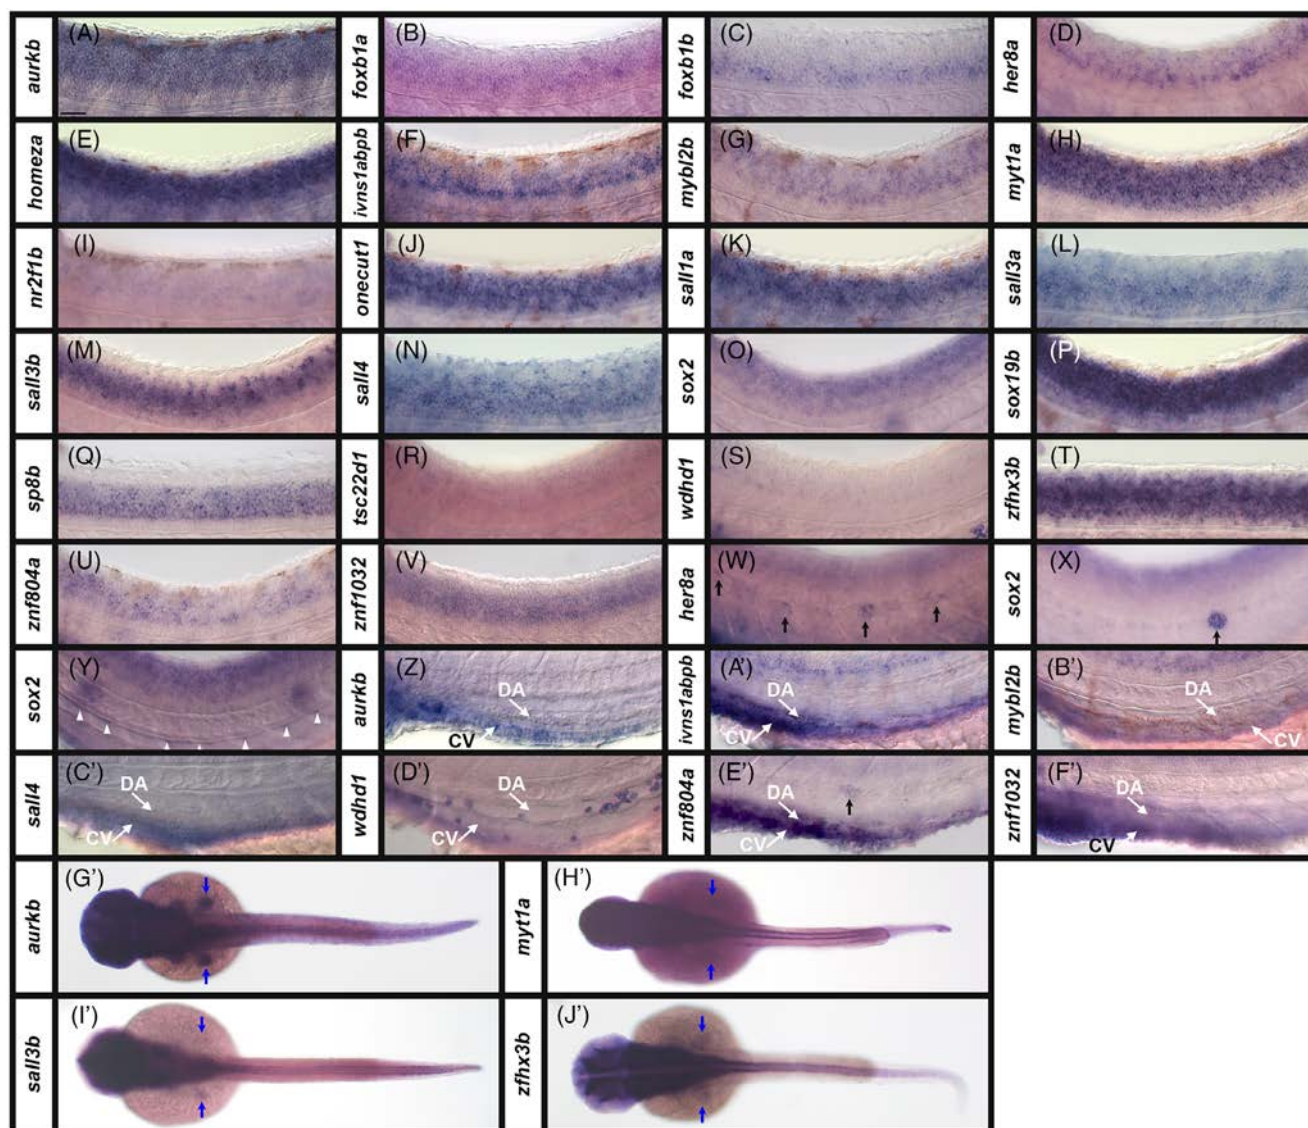 aurkb (A) foxb1a (B) foxb1b (C) her8a (D)
homeza (E) ivns1abpb (F) mybl2b (G) myt1a (H)
nr2f1b (I) onecut1 (J) sall1a (K) sall3a (L)
sall3b (M) sall4 (N) sox2 (O) sox19b (P)
sp8b (Q) tsc22d1 (R) wdhd1 (S) zfhx3b (T)
znf804a (U) znf1032 (V) her8a (W) sox2 (X)
sox2 (Y) aurkb (Z) DA CV ivns1abpb (A') DA CV mybl2b (B') DA CV
sall4 (C') DA CV wdhd1 (D') DA CV znf804a (E') DA CV znf1032 (F') DA CV
aurkb (G') myt1a (H')
sall3b (I') zfhx3b (J')